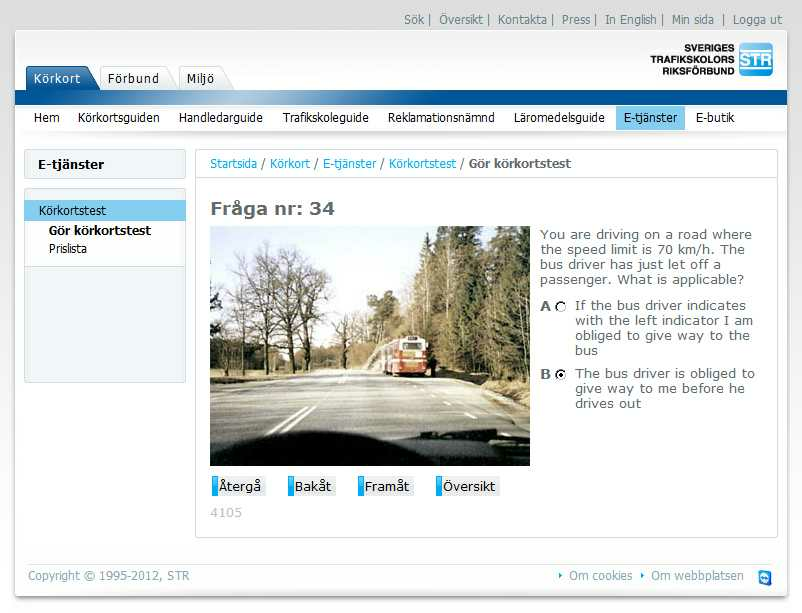 Sök | Översikt | Kontakta | Press | In English | Min sida | Logga ut
SVERIGES
TRAFIKSKOLORS
RIKSFÖRBUND
STR
Körkort Förbund Miljö
Hem Körkortsguiden Handledarguide Trafikskoleguide Reklamationsnämnd Läromedelsguide E-tjänster E-butik
E-tjänster
Startsida / Körkort / E-tjänster / Körkortstest / Gör körkortstest
Körkortstest
Gör körkortstest
Prislista
Fråga nr: 34
You are driving on a road where
the speed limit is 70 km/h. The
bus driver has just let off a
passenger. What is applicable?
A If the bus driver indicates
with the left indicator I am
obliged to give way to the
bus
B The bus driver is obliged to
give way to me before he
drives out
Återgå Bakåt Framåt Översikt
4105
Copyright © 1995-2012, STR
Om cookies Om webbplatsen